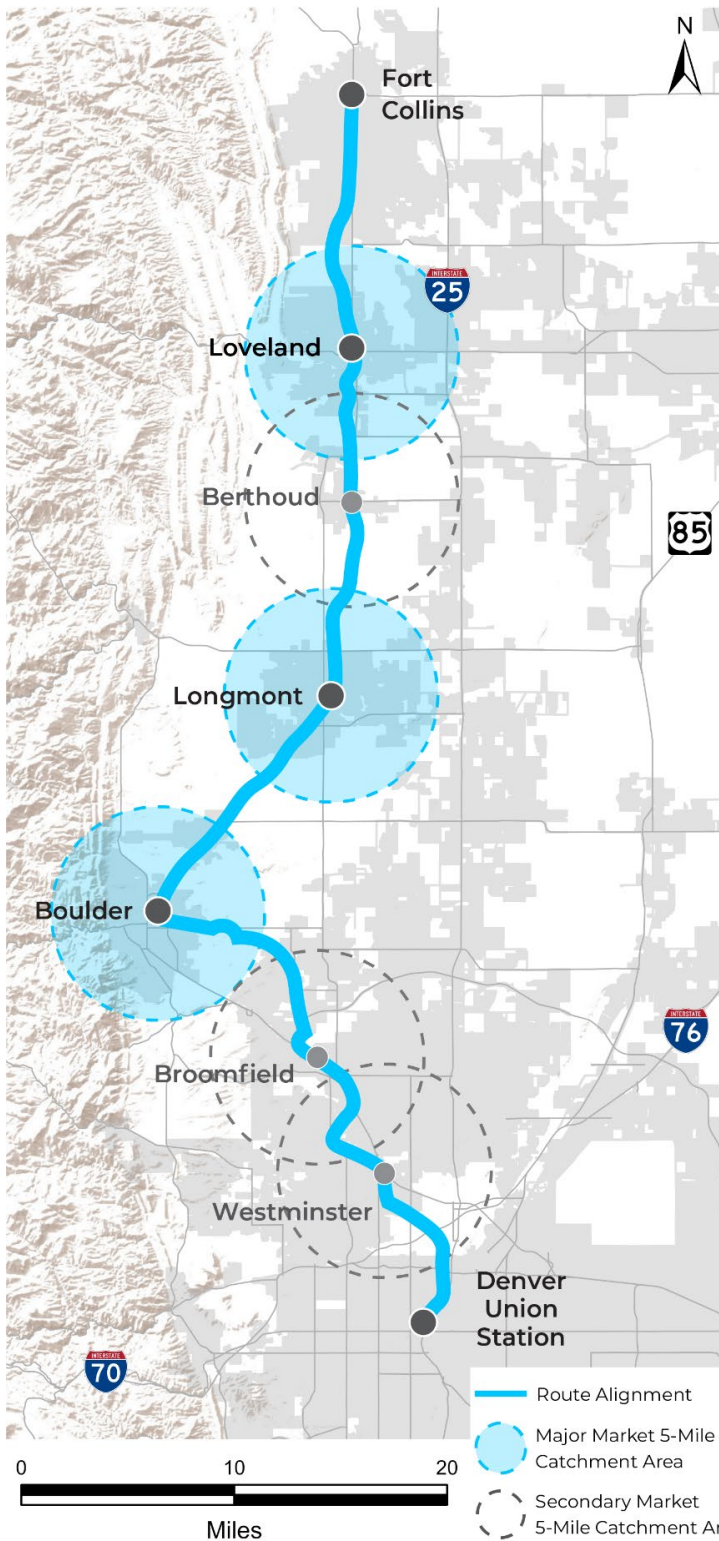 N
Fort
Collins
INTERSTATE
25
Loveland
Berthoud
85
Longmont
Boulder
INTERSTATE
76
Broomfield
Westminster
Denver
Union
Station
INTERSTATE
70
Route Alignment
Major Market 5-Mile
Catchment Area
Secondary Market
5-Mile Catchment Ar
0 10 20
Miles